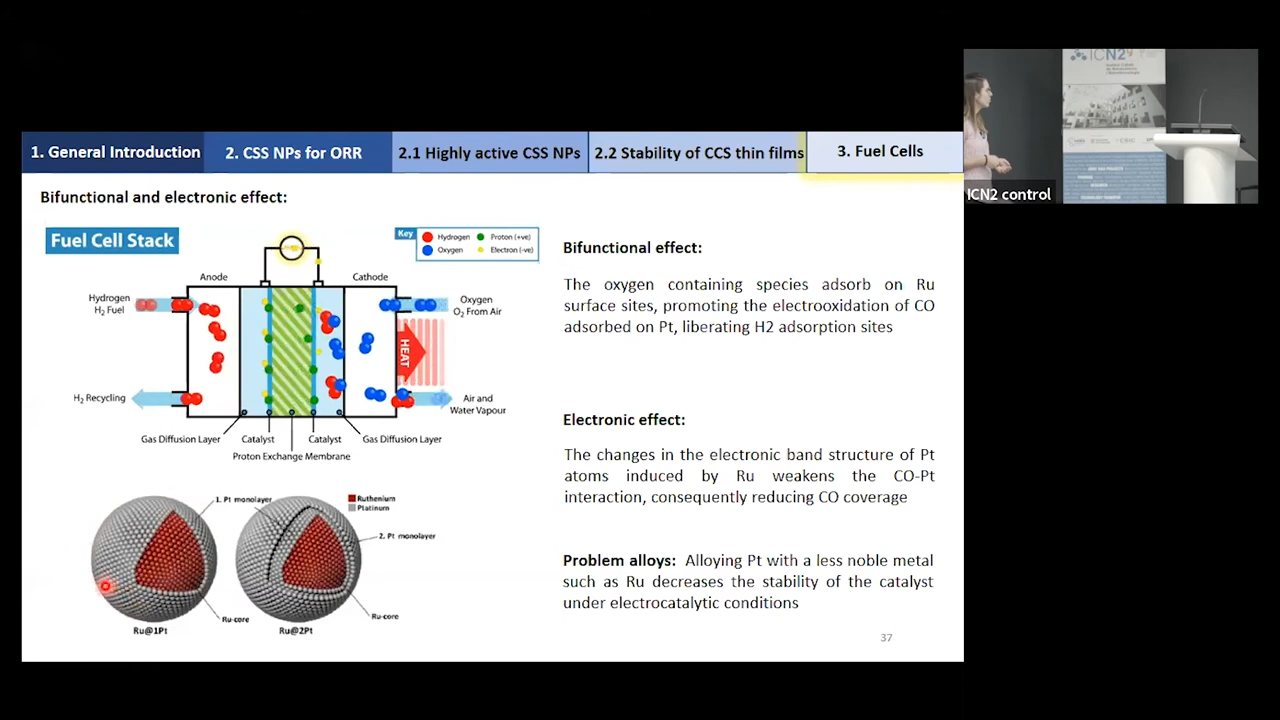 1. General Introduction
2. CSS NPs for ORR
2.1 Highly active CSS NPs
2.2 Stability of CCS thin films
3. Fuel Cells
Bifunctional and electronic effect:
Fuel Cell Stack
Key
Hydrogen
Proton (+ve)
Oxygen
Electron (-ve)
Anode
Cathode
Hydrogen
H2 Fuel
Oxygen
O2 From Air
HEAT
H2 Recycling
Air and
Water Vapour
Gas Diffusion Layer
Catalyst
Catalyst
Gas Diffusion Layer
Proton Exchange Membrane
1. Pt monolayer
Ruthenium
Platinum
2. Pt monolayer
Ru-core
Ru-core
Ru@1Pt
Ru@2Pt
Bifunctional effect:
The oxygen containing species adsorb on Ru
surface sites, promoting the electrooxidation of CO
adsorbed on Pt, liberating H2 adsorption sites
Electronic effect:
The changes in the electronic band structure of Pt
atoms induced by Ru weakens the CO-Pt
interaction, consequently reducing CO coverage
Problem alloys: Alloying Pt with a less noble metal
such as Ru decreases the stability of the catalyst
under electrocatalytic conditions
37
ICN2
ICN2 control